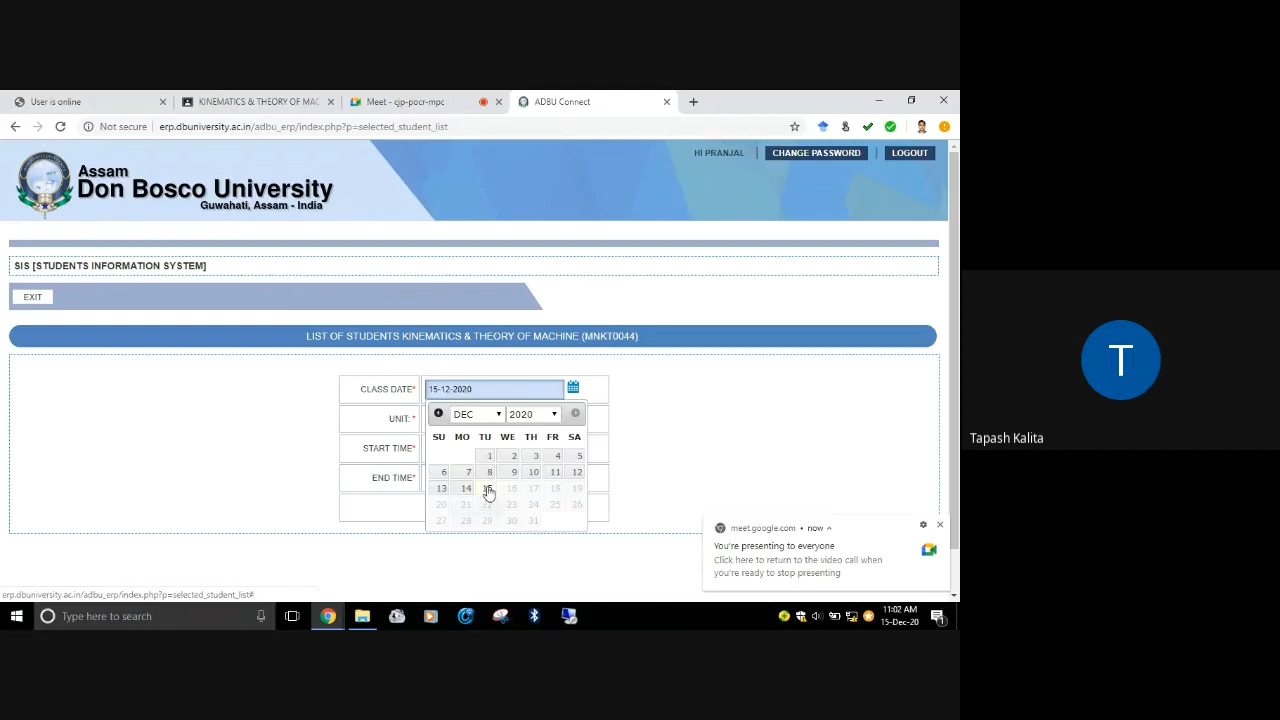 User is online
KINEMATICS & THEORY OF MAC
Meet - cjp-pocr-mpc
ADBU Connect
Not secure
erp.dbuniversity.ac.in/adbu_erp/index.php?p=selected_student_list
Assam
Don Bosco University
Guwahati, Assam - India
HI PRANJAL
CHANGE PASSWORD
LOGOUT
SIS [STUDENTS INFORMATION SYSTEM]
EXIT
LIST OF STUDENTS KINEMATICS & THEORY OF MACHINE (MNKT0044)
CLASS DATE*
15-12-2020
UNIT: *
START TIME*
END TIME*
DEC
2020
SU MO TU WE TH FR SA
1 2 3 4 5
6 7 8 9 10 11 12
13 14 15 16 17 18 19
20 21 22 23 24 25 26
27 28 29 30 31
meet.google.com • now
You're presenting to everyone
Click here to return to the video call when
you're ready to stop presenting
erp.dbuniversity.ac.in/adbu_erp/index.php?p=selected_student_list#
Type here to search
11:02 AM
15-Dec-20
1
T
Tapash Kalita